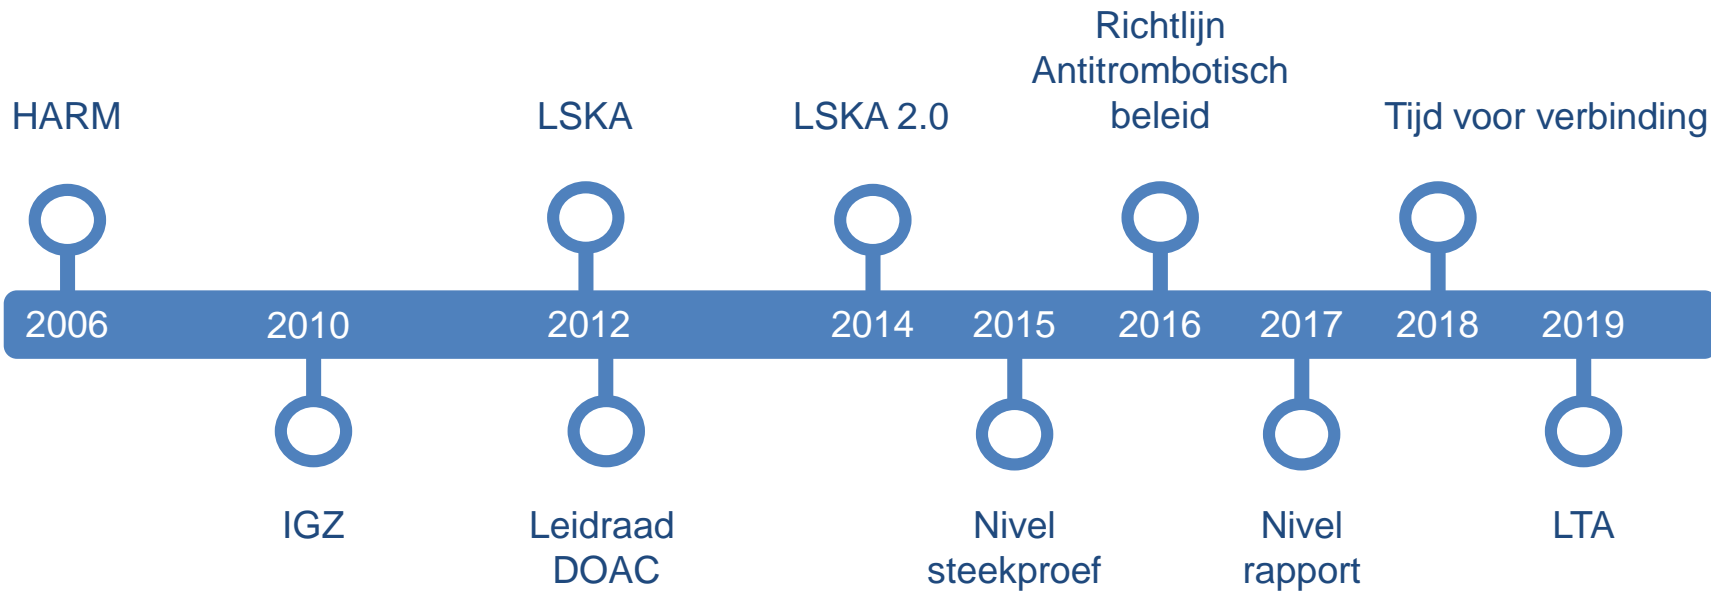 Richtlijn
Antitrombotisch
beleid
HARM
LSKA
LSKA 2.0
Tijd voor verbinding
2006
2010
2012
2014
2015
2016
2017
2018
2019
IGZ
Leidraad
DOAC
Nivel
steekproef
Nivel
rapport
LTA